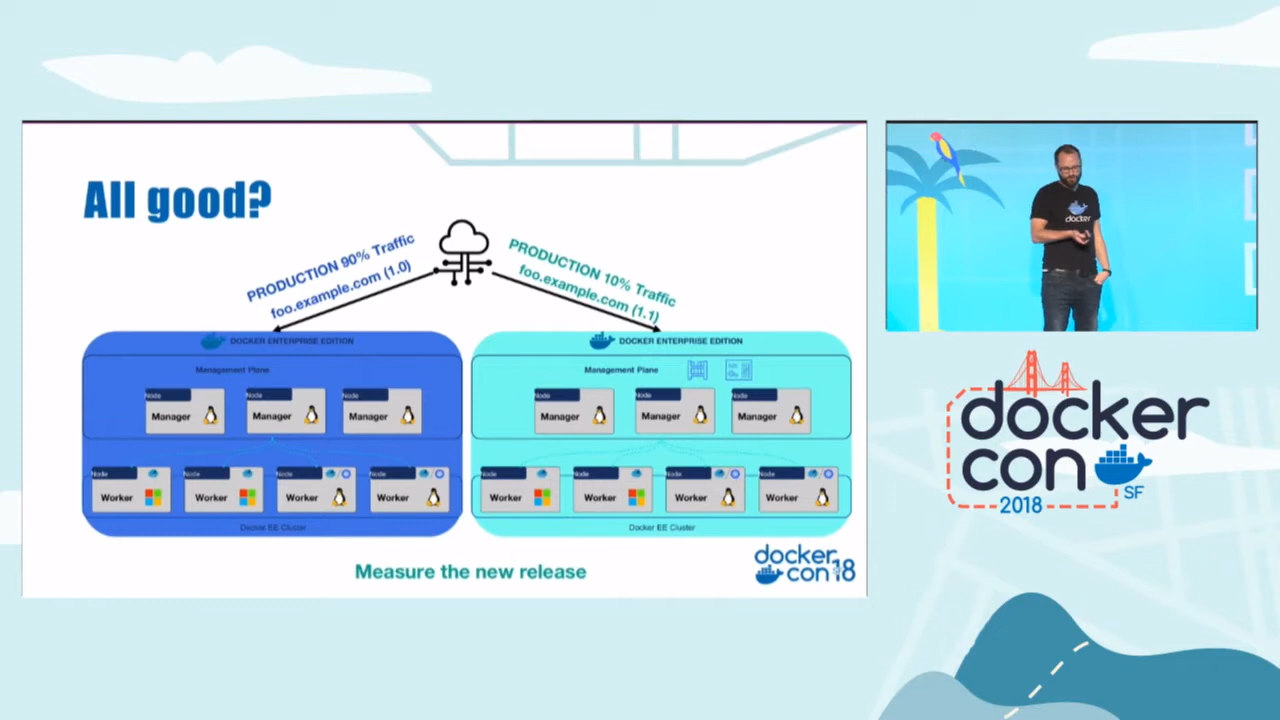 All good?
PRODUCTION 90% Traffic
foo.example.com (1.0)
PRODUCTION 10% Traffic
foo.example.com (1.1)
DOCKER ENTERPRISE EDITION
Management Plane
Node
Manager
Node
Manager
Node
Manager
Node
Worker
Node
Worker
Node
Worker
Node
Worker
Docker EE Cluster
DOCKER ENTERPRISE EDITION
Management Plane
Node
Manager
Node
Manager
Node
Manager
Node
Worker
Node
Worker
Node
Worker
Node
Worker
Docker EE Cluster
Measure the new release
docker
con18
docker
docker
con
SF
2018